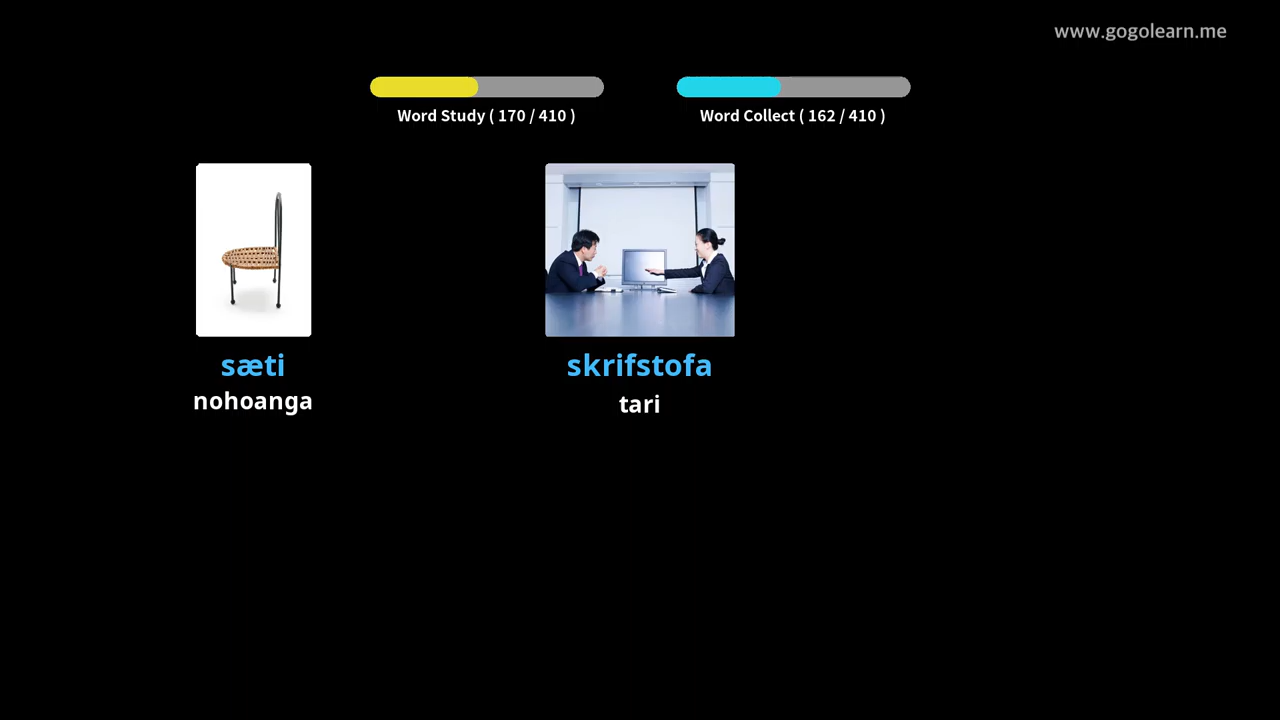 www.gogolearn.me
Word Study ( 170 / 410 )
Word Collect ( 162 / 410 )
sæti
nohoanga
skrifstofa
tari